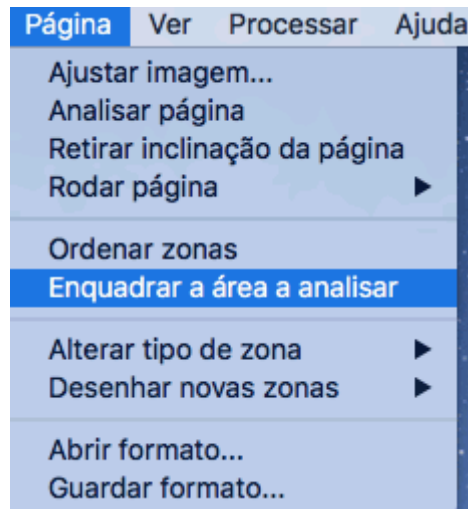 Página Ver Processar Ajuda
Ajustar imagem...
Analisar página
Retirar inclinação da página
Rodar página
Ordenar zonas
Enquadrar a área a analisar
Alterar tipo de zona
Desenhar novas zonas
Abrir formato...
Guardar formato...